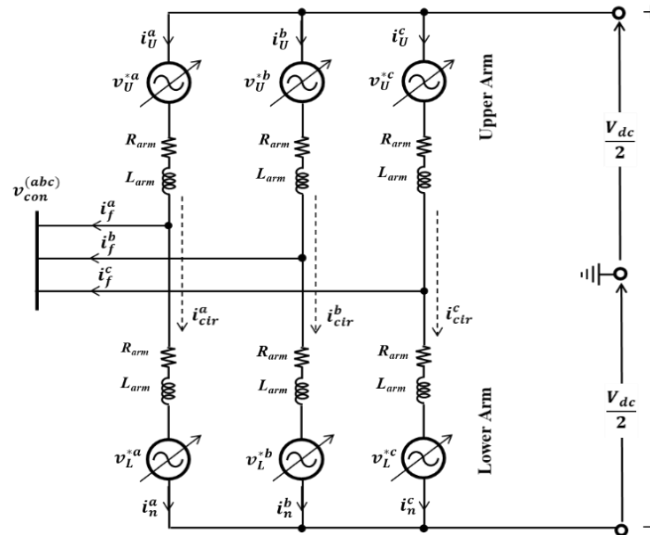 i_U^a i_U^b i_U^c
v_U^{*a} v_U^{*b} v_U^{*c} Upper Arm
R_arm R_arm R_arm
V_dc/2
L_arm L_arm L_arm
v_con^(abc)
i_f^a
i_f^b
i_f^c
i_cir^a i_cir^b i_cir^c
R_arm R_arm R_arm
L_arm L_arm L_arm
V_dc/2
v_L^{*a} v_L^{*b} v_L^{*c} Lower Arm
i_n^a i_n^b i_n^c